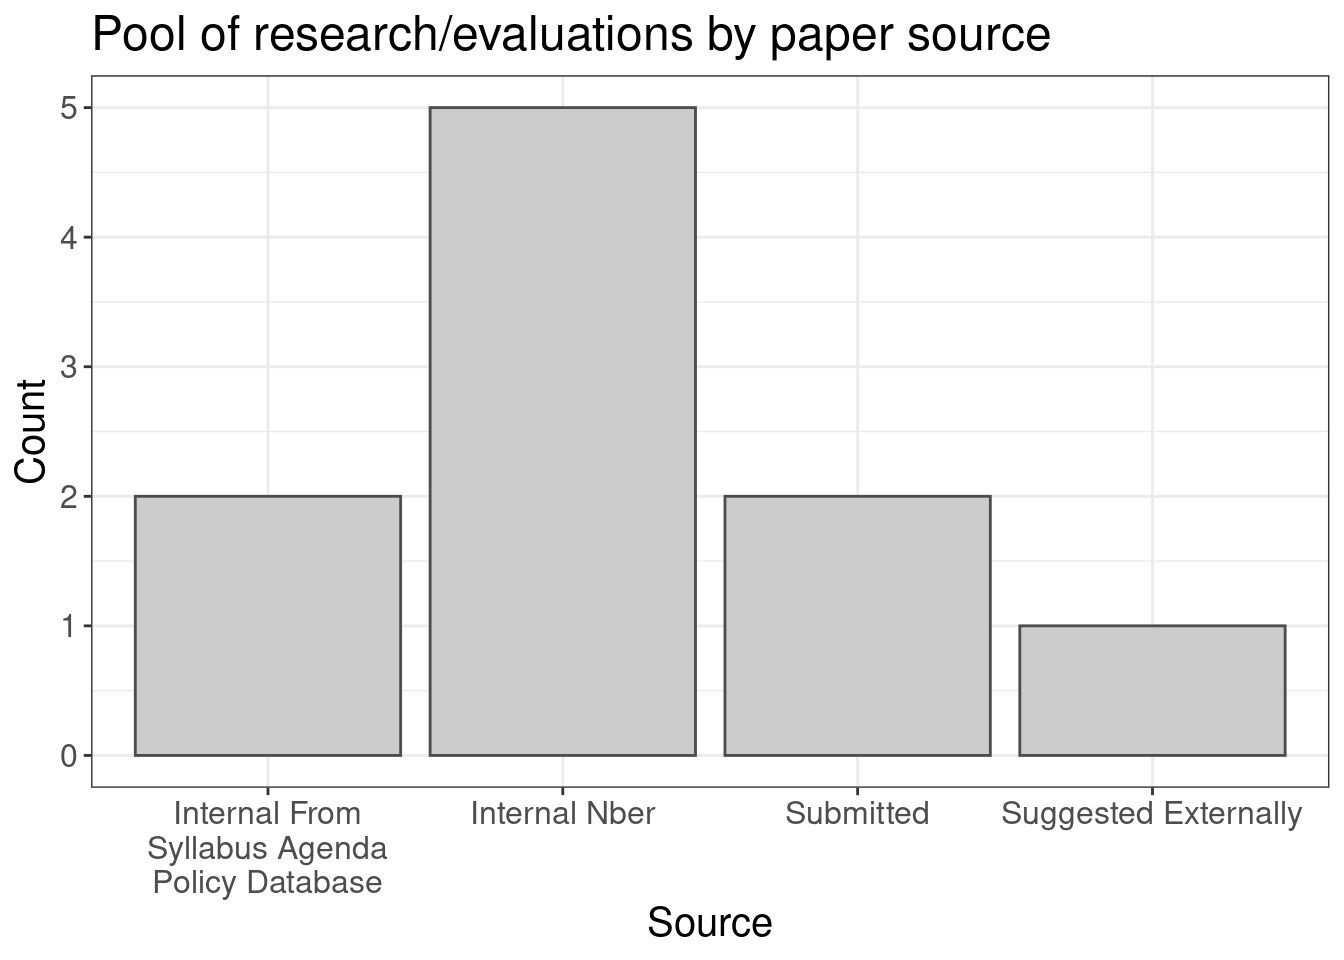 Pool of research/evaluations by paper source
Count
5
4
3
2
1
0
Internal From
Syllabus Agenda
Policy Database
Internal Nber
Submitted
Suggested Externally
Source